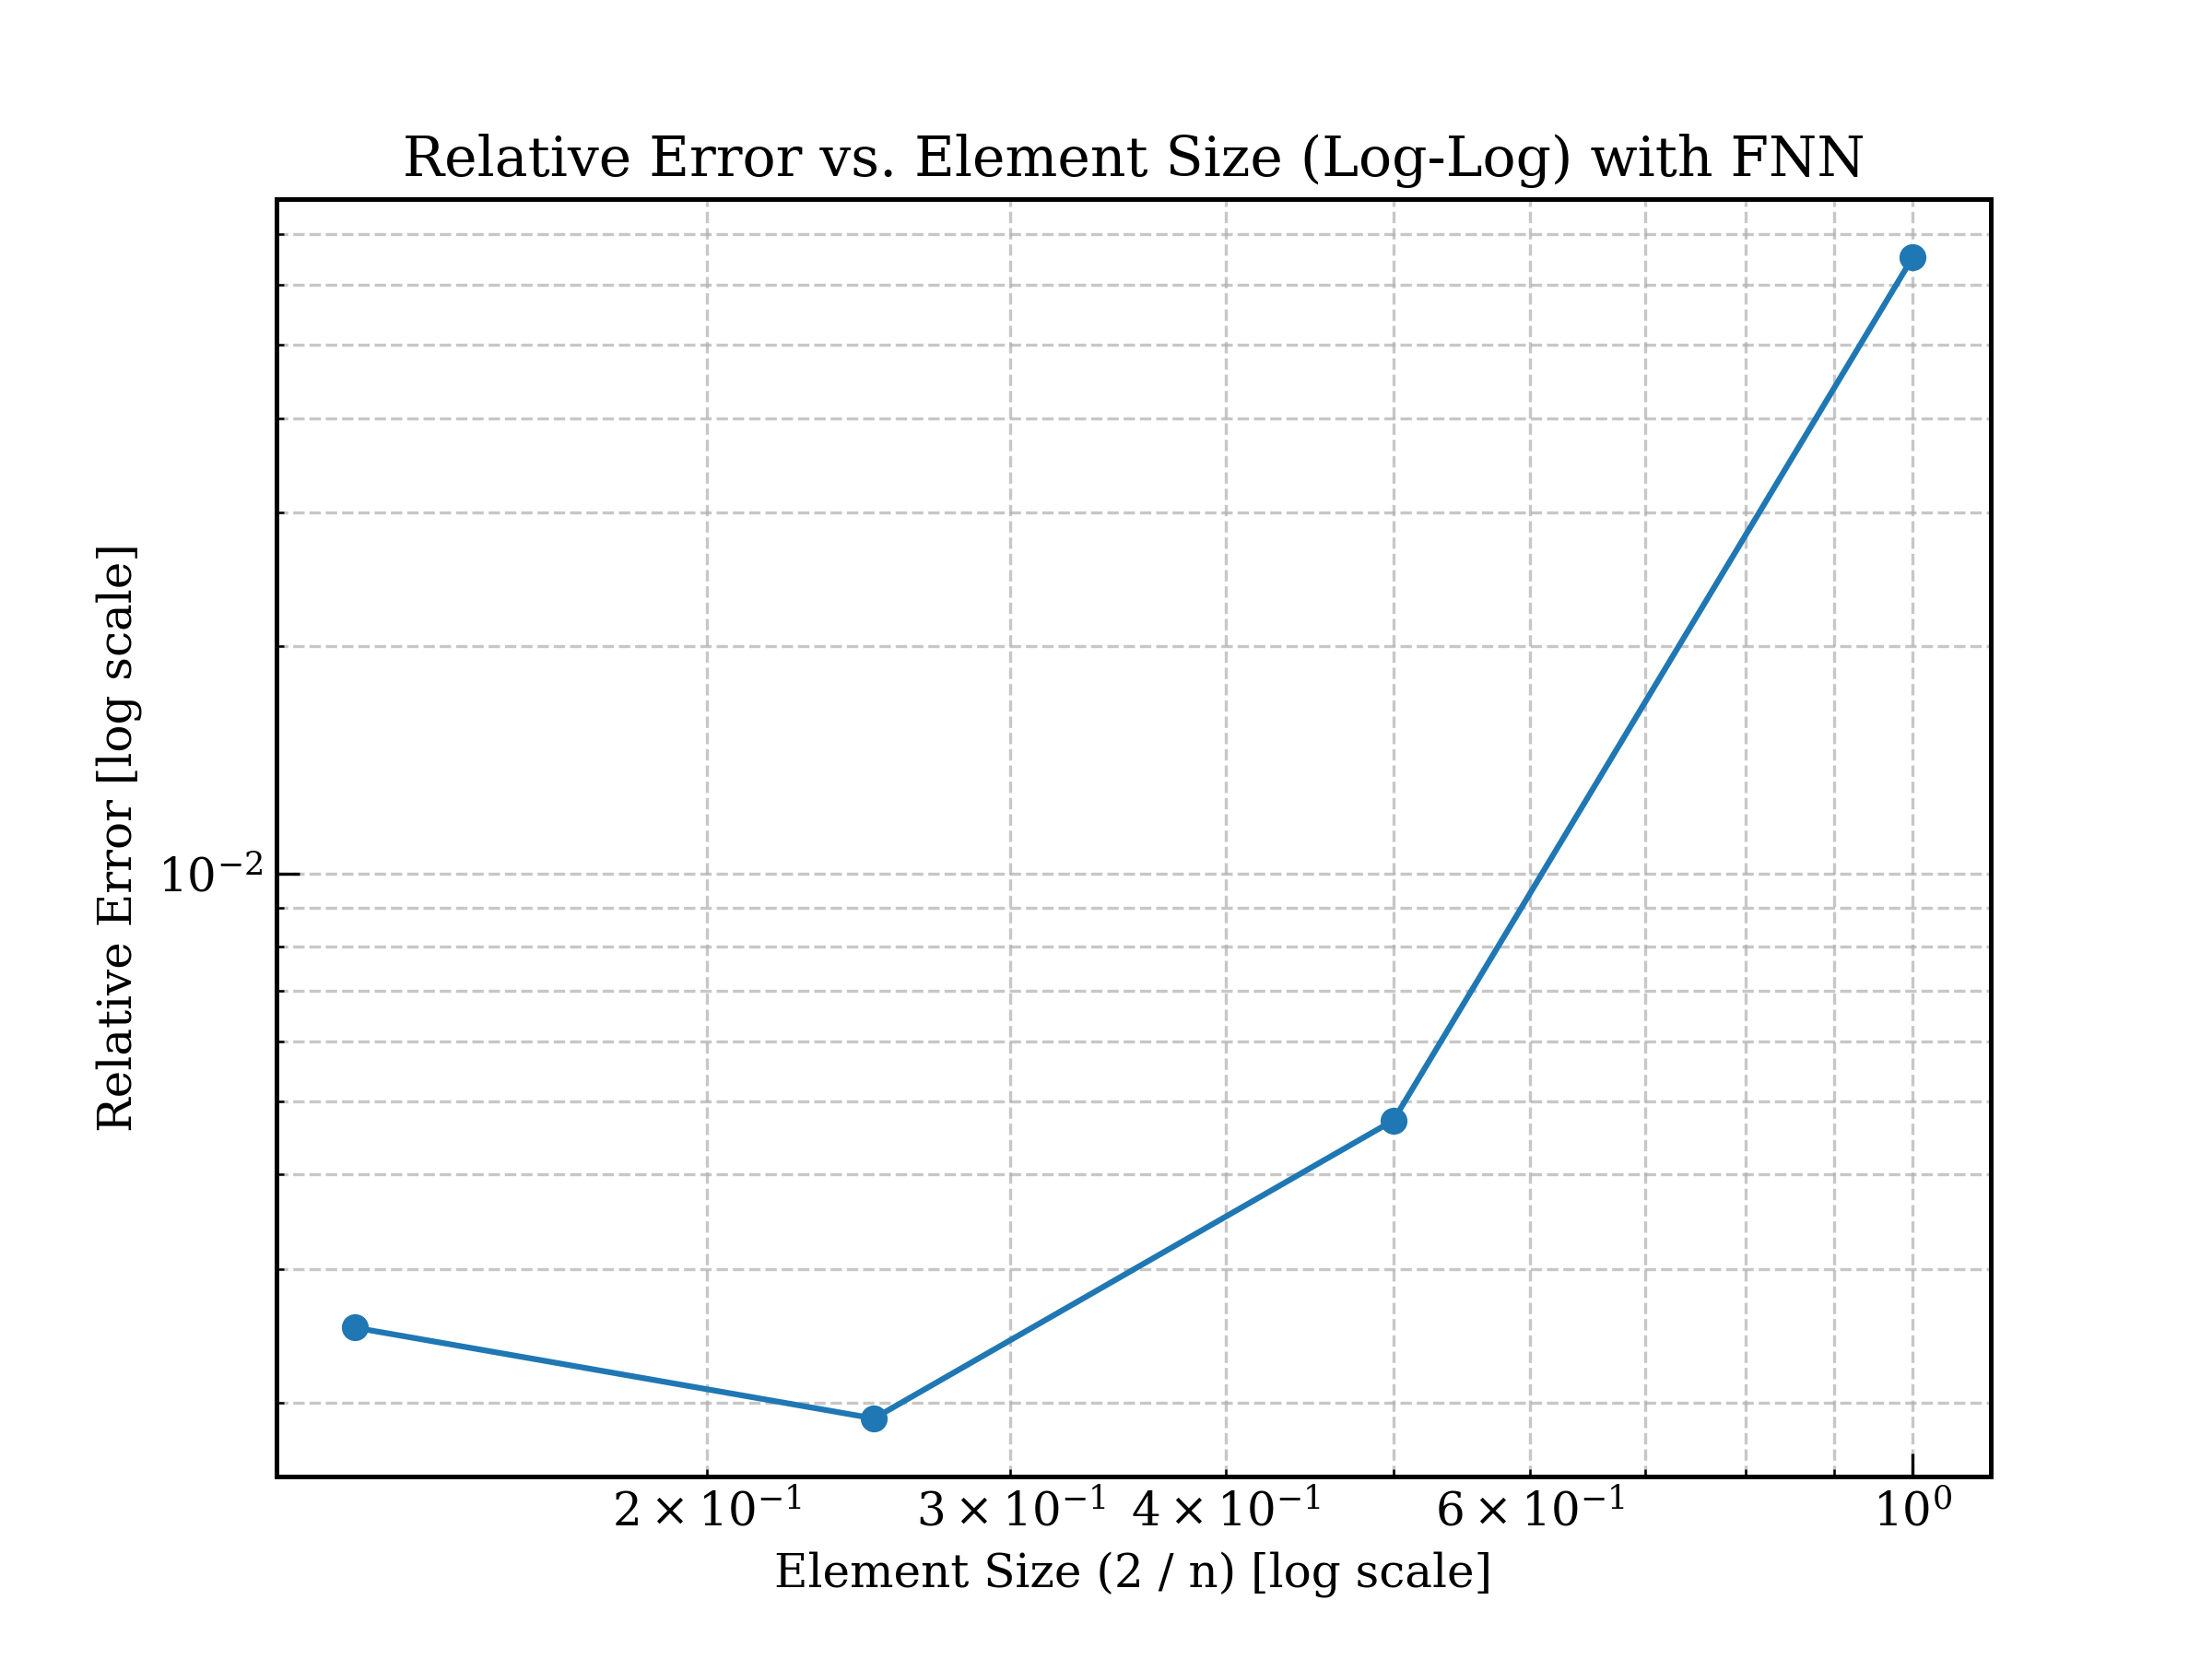 Relative Error vs. Element Size (Log-Log) with FNN
Relative Error [log scale]
10⁻²
2 × 10⁻¹ 3 × 10⁻¹ 4 × 10⁻¹ 6 × 10⁻¹ 10⁰
Element Size (2 / n) [log scale]